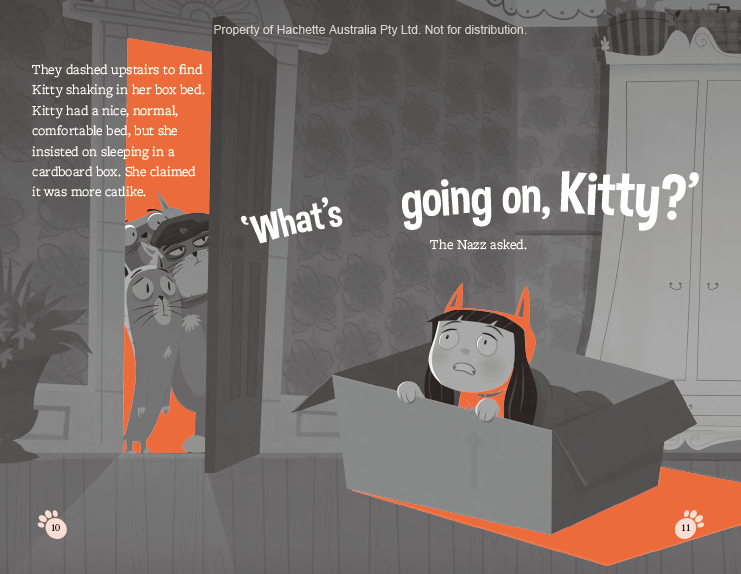 Property of Hachette Australia Pty Ltd. Not for distribution.
They dashed upstairs to find
Kitty shaking in her box bed.
Kitty had a nice, normal,
comfortable bed, but she
insisted on sleeping in a
cardboard box. She claimed
it was more catlike.
‘What’s going on, Kitty?’
The Nazz asked.
10
11